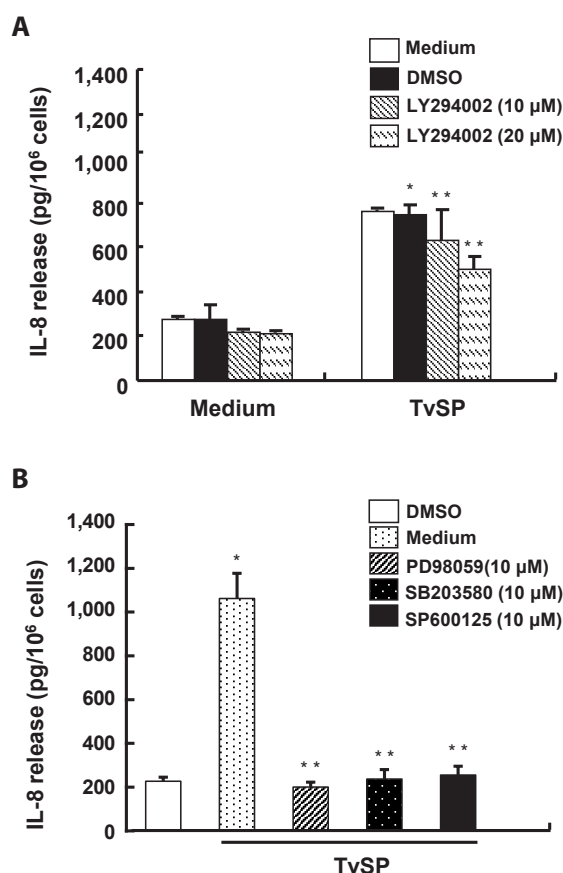 A
Medium
DMSO
LY294002 (10 µM)
LY294002 (20 µM)
IL-8 release (pg/10⁶ cells)
1,400
1,200
1,000
800
600
400
200
0
*
* *
* *
Medium
TvSP
B
DMSO
Medium
PD98059(10 µM)
SB203580 (10 µM)
SP600125 (10 µM)
IL-8 release (pg/10⁶ cells)
1,400
1,200
1,000
800
600
400
200
0
*
* *
* *
* *
TvSP